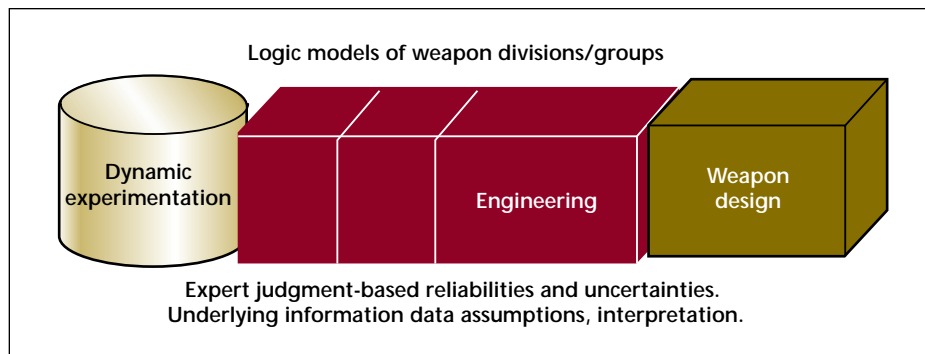 Logic models of weapon divisions/groups
Dynamic
experimentation
Engineering
Weapon
design
Expert judgment-based reliabilities and uncertainties.
Underlying information data assumptions, interpretation.